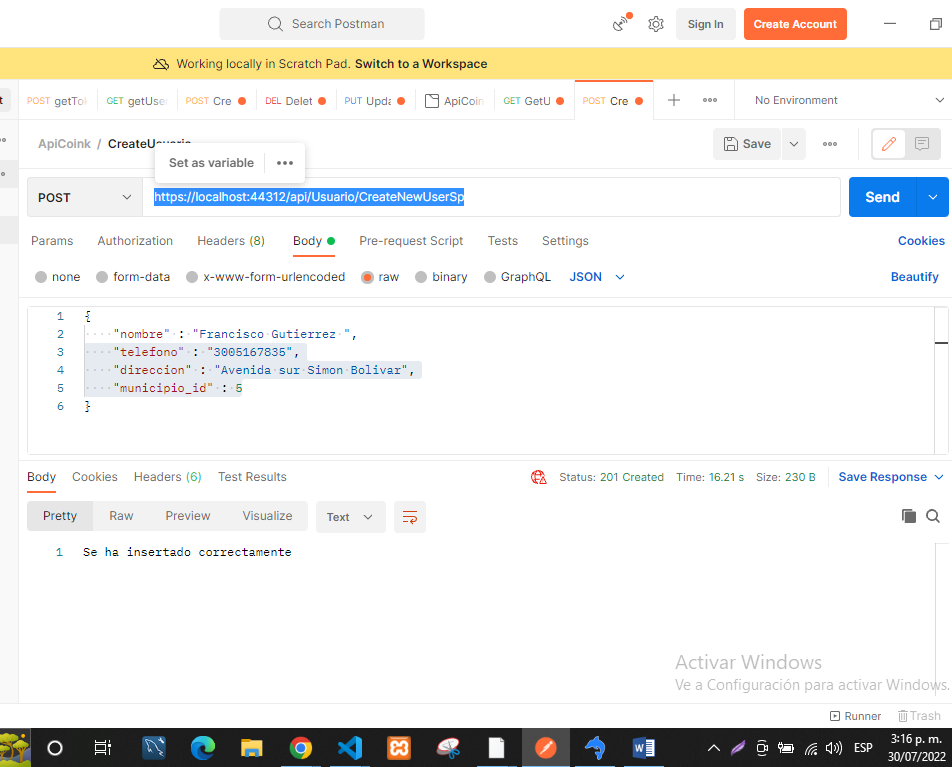 Search Postman
Sign In
Create Account
Working locally in Scratch Pad. Switch to a Workspace
t
POST getTo
GET getUse
POST Cre
DEL Delet
PUT Upda
ApiCoin
GET GetU
POST Cre
No Environment
ApiCoink / CreateUsuario
Save
Set as variable
POST
https://localhost:44312/api/Usuario/CreateNewUserSp
Send
Params Authorization Headers (8) Body Pre-request Script Tests Settings Cookies
none form-data x-www-form-urlencoded raw binary GraphQL JSON Beautify
1 {
2 ····"nombre"·:·"Francisco·Gutierrez·",
3 ····"telefono"·:·"3005167835",
4 ····"direccion"·:·"Avenida·sur·Simon·Bolivar",
5 ····"municipio_id"·:·5
6 }
Body Cookies Headers (6) Test Results Status: 201 Created Time: 16.21 s Size: 230 B Save Response
Pretty Raw Preview Visualize Text
1 Se ha insertado correctamente
Activar Windows
Ve a Configuración para activar Windows.
Runner Trash
ESP
3:16 p. m.
30/07/2022